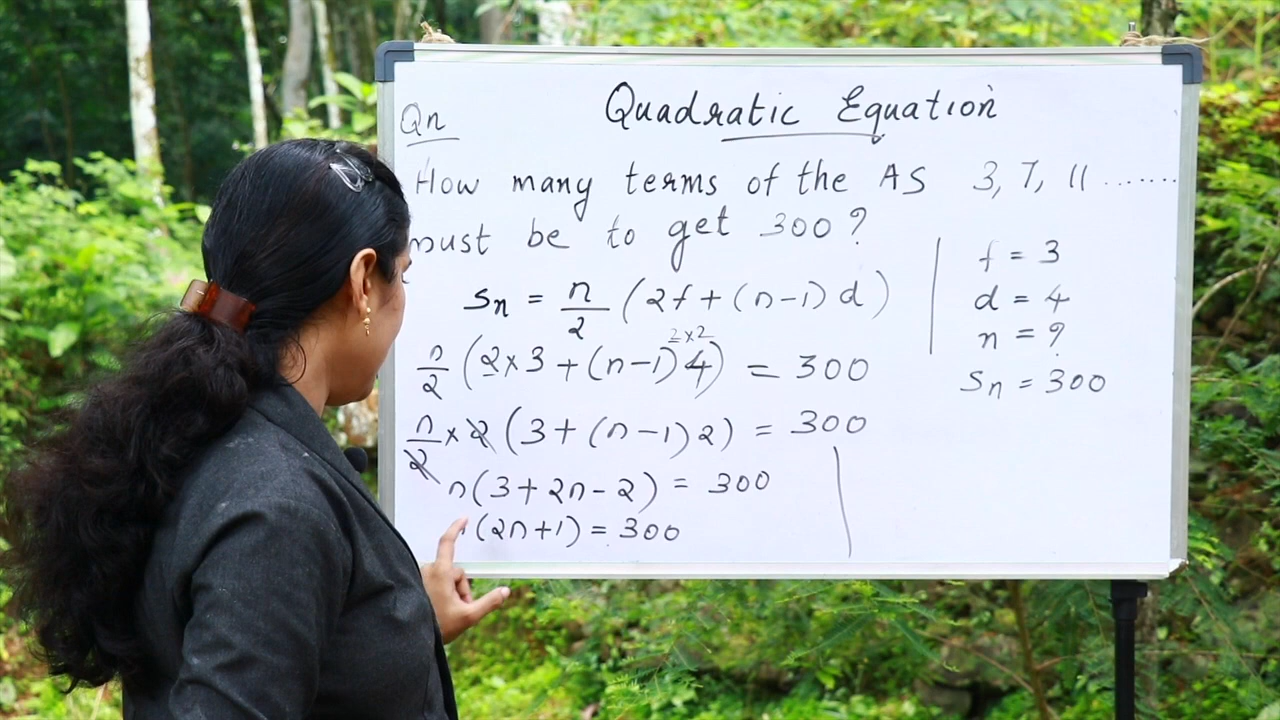 Quadratic Equation
Qn
How many terms of the AS 3, 7, 11 .......
must be to get 300?
Sn = n/2 (2f + (n-1) d)
f = 3
d = 4
n = ?
Sn = 300
2×2
n/2 (2×3 + (n-1) 4) = 300
n/2 × 2 (3 + (n-1) 2) = 300
n (3 + 2n - 2) = 300
(2n+1) = 300